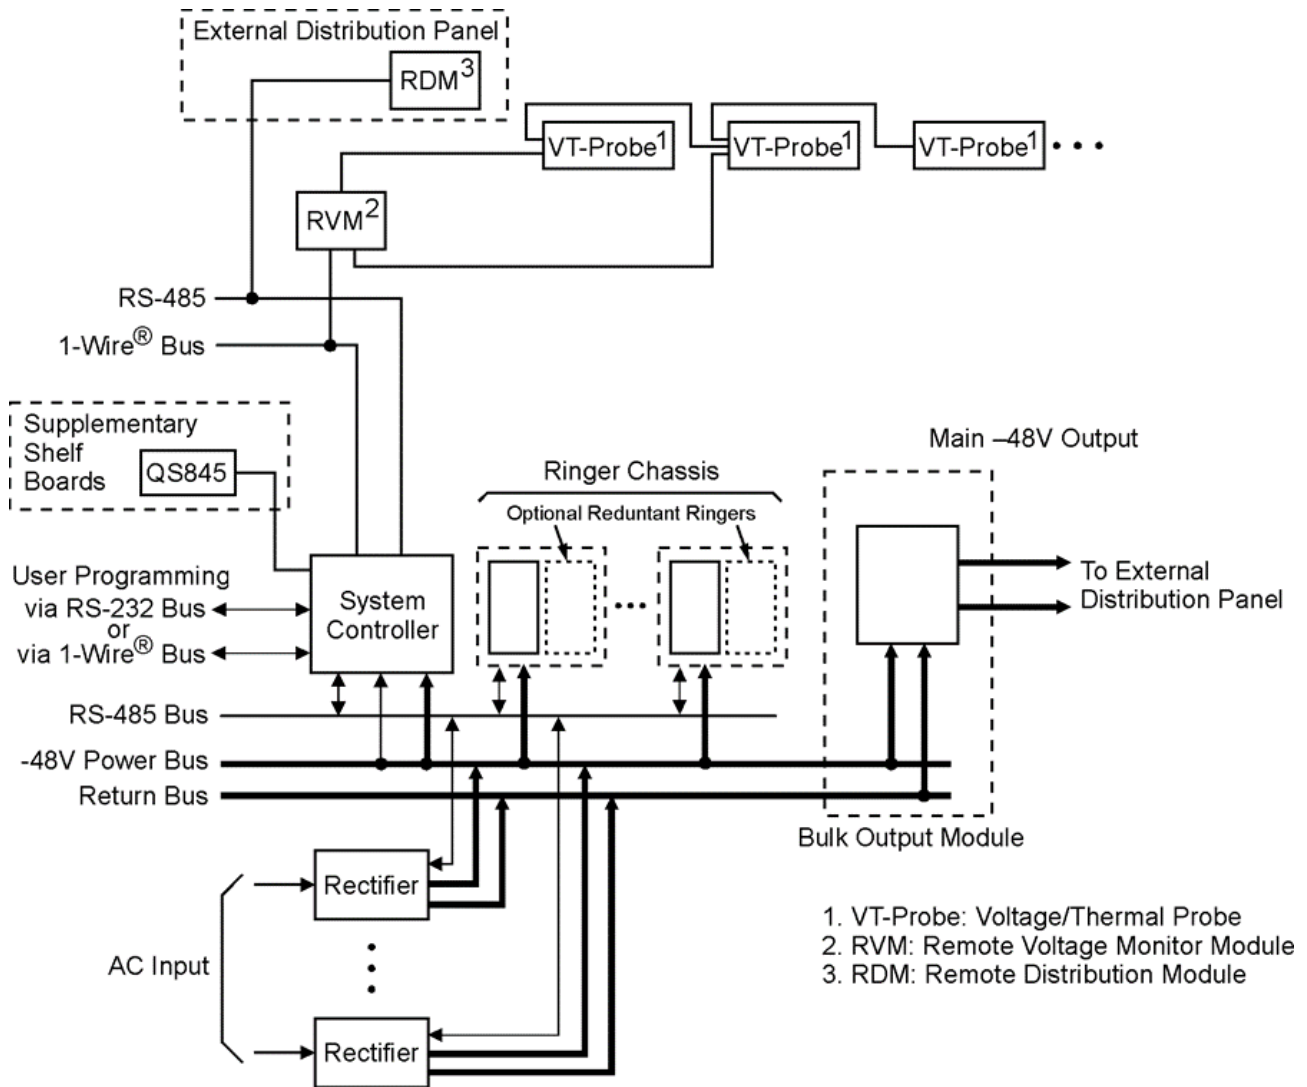 External Distribution Panel
RDM3
VT-Probe1
VT-Probe1
VT-Probe1
RVM2
RS-485
1-Wire® Bus
Supplementary
Shelf
Boards
QS845
Main –48V Output
Ringer Chassis
Optional Reduntant Ringers
User Programming
via RS-232 Bus
or
via 1-Wire® Bus
System
Controller
To External
Distribution Panel
RS-485 Bus
-48V Power Bus
Return Bus
Bulk Output Module
Rectifier
AC Input
Rectifier
1. VT-Probe: Voltage/Thermal Probe
2. RVM: Remote Voltage Monitor Module
3. RDM: Remote Distribution Module